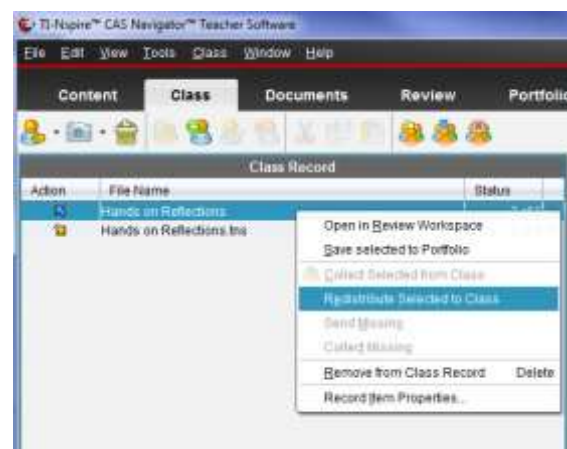 TI-Nspire™ CAS Navigator™ Teacher Software
File Edit View Tools Class Window Help
Content Class Documents Review Portfolio
Class Record
Action File Name Status
Hands on Reflections
Hands on Reflections.tns
Open in Review Workspace
Save selected to Portfolio
Collect Selected from Class
Redistribute Selected to Class
Send Missing
Collect Missing
Remove from Class Record Delete
Record Item Properties...